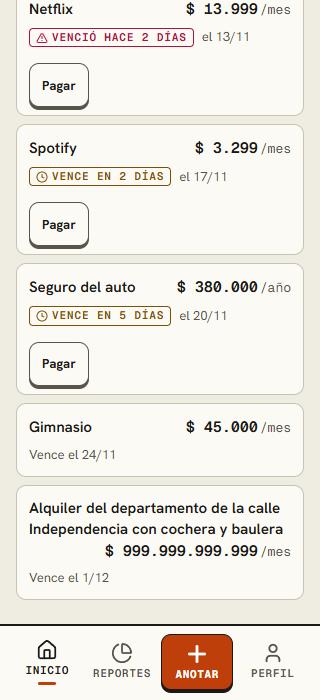 Netflix $ 13.999 /mes
VENCIÓ HACE 2 DÍAS el 13/11
Pagar
Spotify $ 3.299 /mes
VENCE EN 2 DÍAS el 17/11
Pagar
Seguro del auto $ 380.000 /año
VENCE EN 5 DÍAS el 20/11
Pagar
Gimnasio $ 45.000 /mes
Vence el 24/11
Alquiler del departamento de la calle
Independencia con cochera y baulera
$ 999.999.999.999 /mes
Vence el 1/12
INICIO REPORTES ANOTAR PERFIL